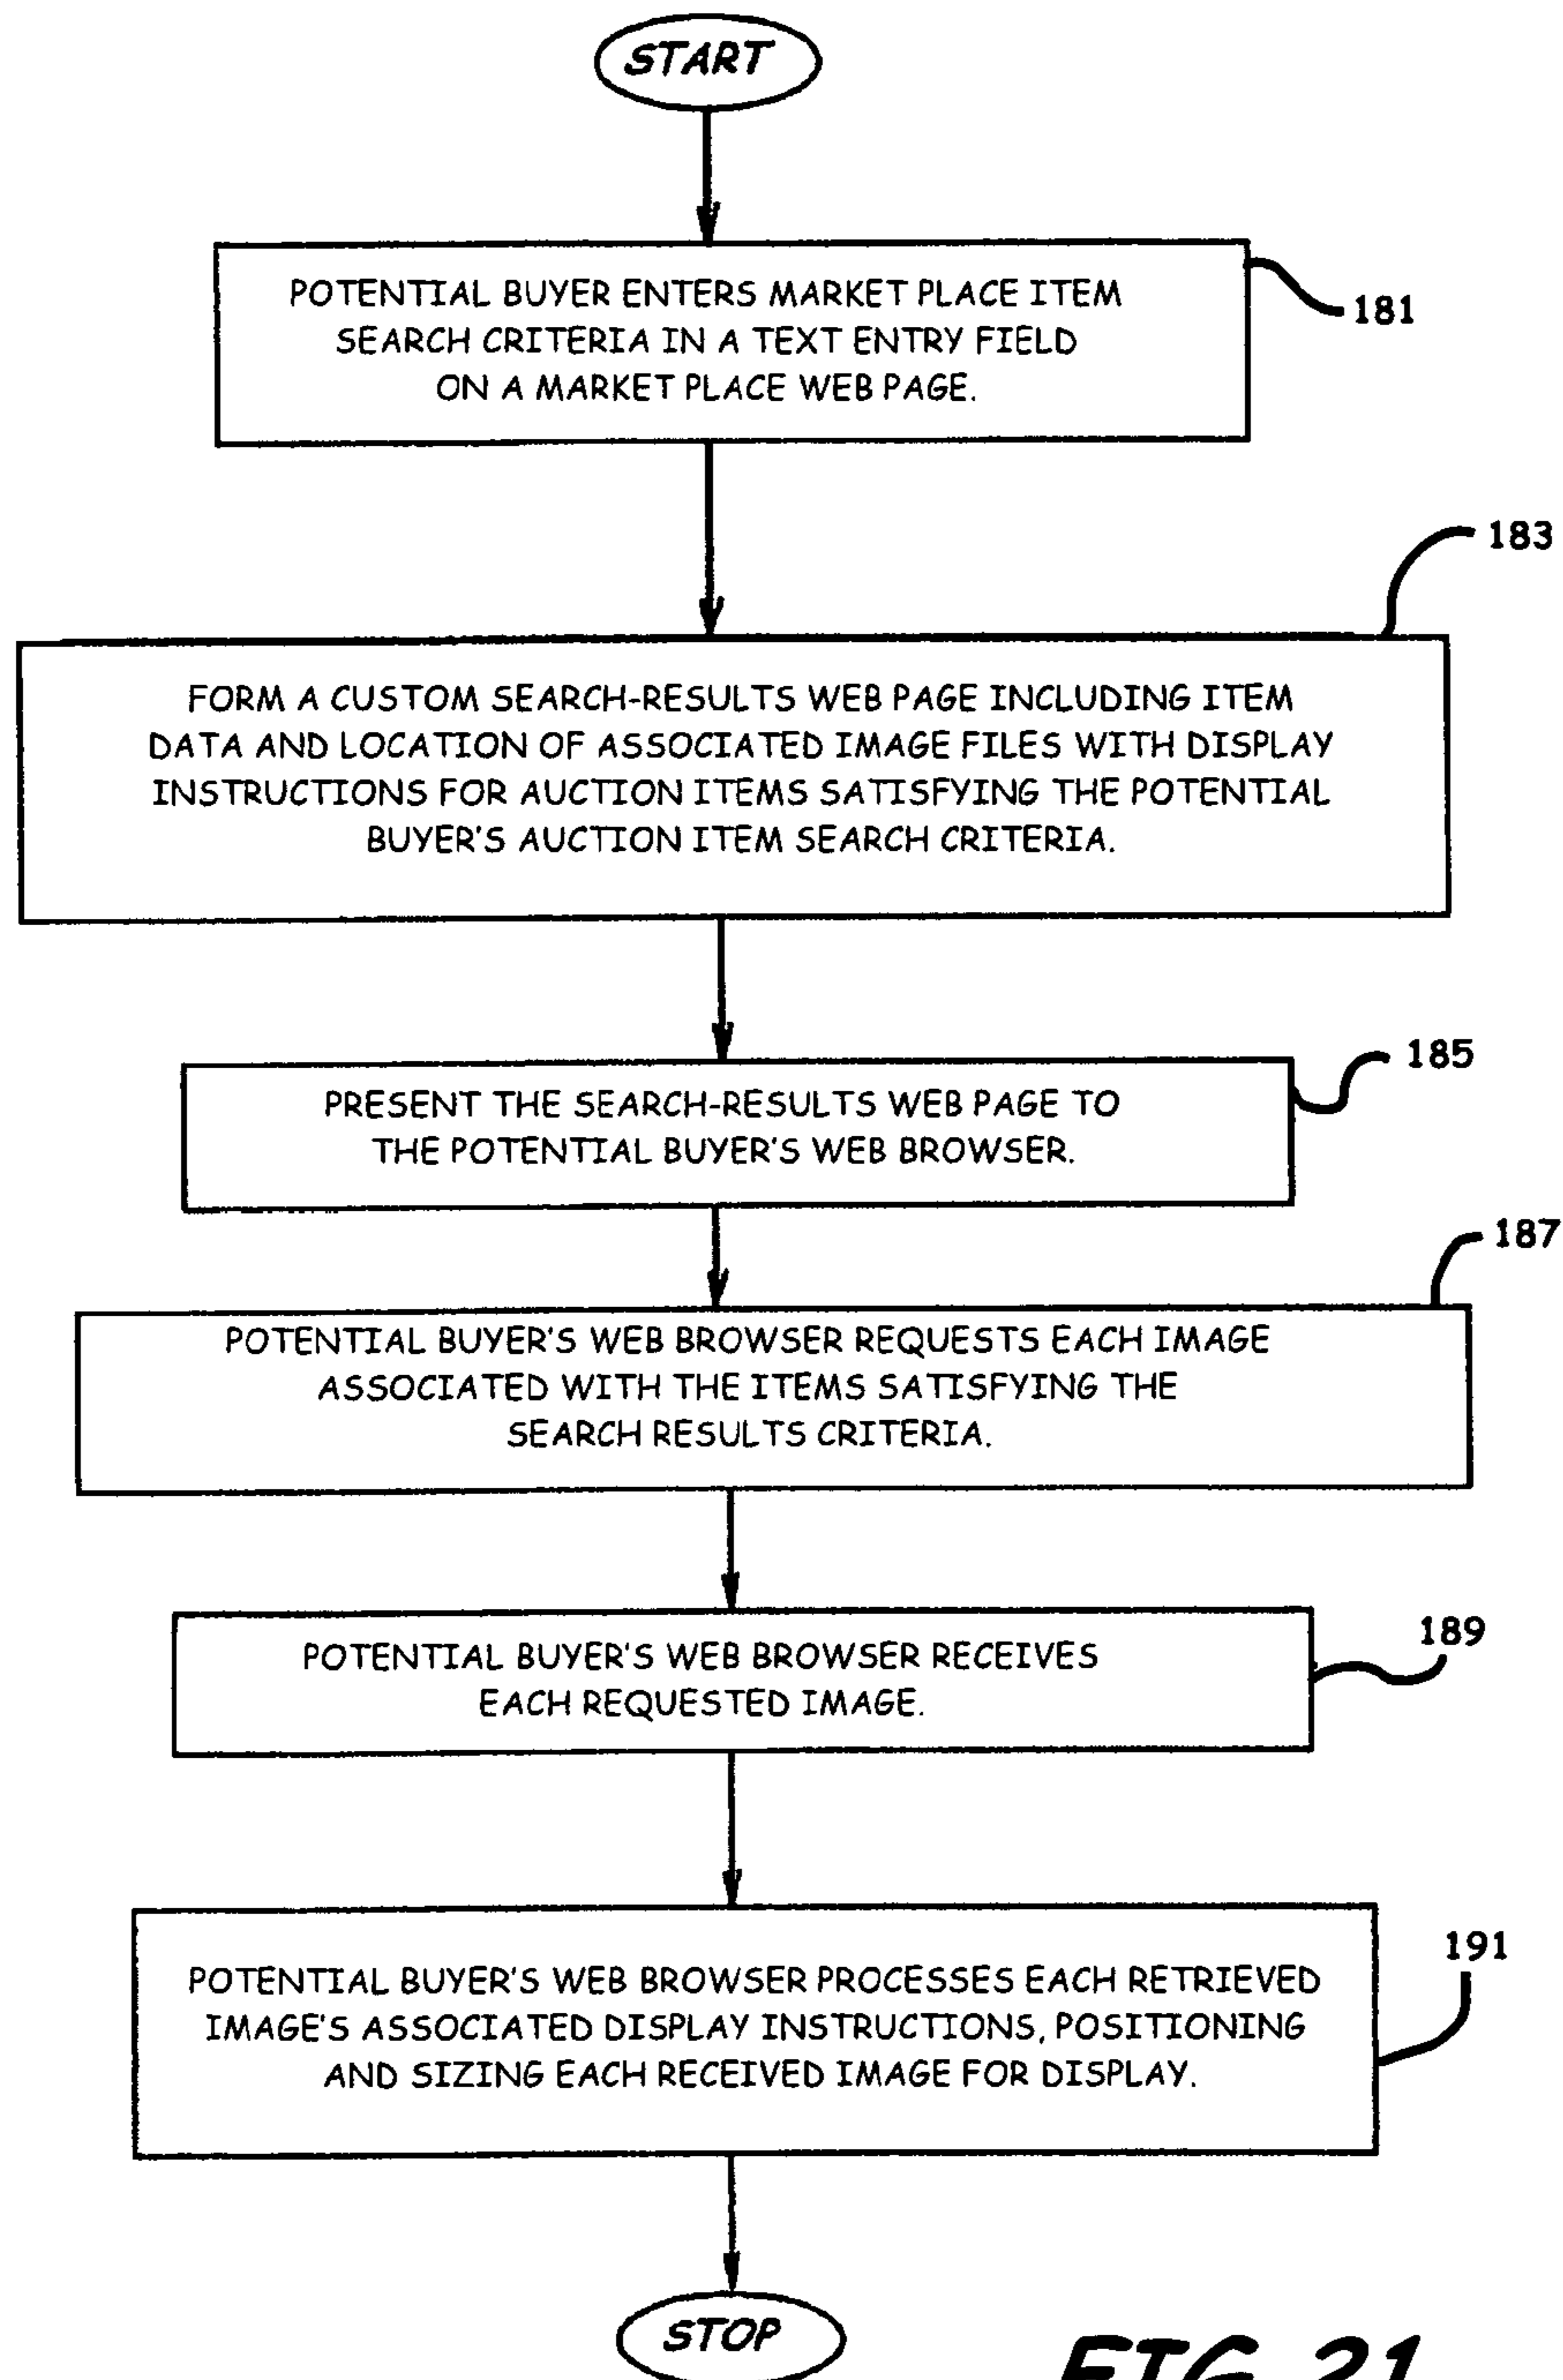 START
POTENTIAL BUYER ENTERS MARKET PLACE ITEM
SEARCH CRITERIA IN A TEXT ENTRY FIELD
ON A MARKET PLACE WEB PAGE.
181
183
FORM A CUSTOM SEARCH-RESULTS WEB PAGE INCLUDING ITEM
DATA AND LOCATION OF ASSOCIATED IMAGE FILES WITH DISPLAY
INSTRUCTIONS FOR AUCTION ITEMS SATISFYING THE POTENTIAL
BUYER'S AUCTION ITEM SEARCH CRITERIA.
185
PRESENT THE SEARCH-RESULTS WEB PAGE TO
THE POTENTIAL BUYER'S WEB BROWSER.
187
POTENTIAL BUYER'S WEB BROWSER REQUESTS EACH IMAGE
ASSOCIATED WITH THE ITEMS SATISFYING THE
SEARCH RESULTS CRITERIA.
189
POTENTIAL BUYER'S WEB BROWSER RECEIVES
EACH REQUESTED IMAGE.
191
POTENTIAL BUYER'S WEB BROWSER PROCESSES EACH RETRIEVED
IMAGE'S ASSOCIATED DISPLAY INSTRUCTIONS, POSITIONING
AND SIZING EACH RECEIVED IMAGE FOR DISPLAY.
STOP
FIG. 21